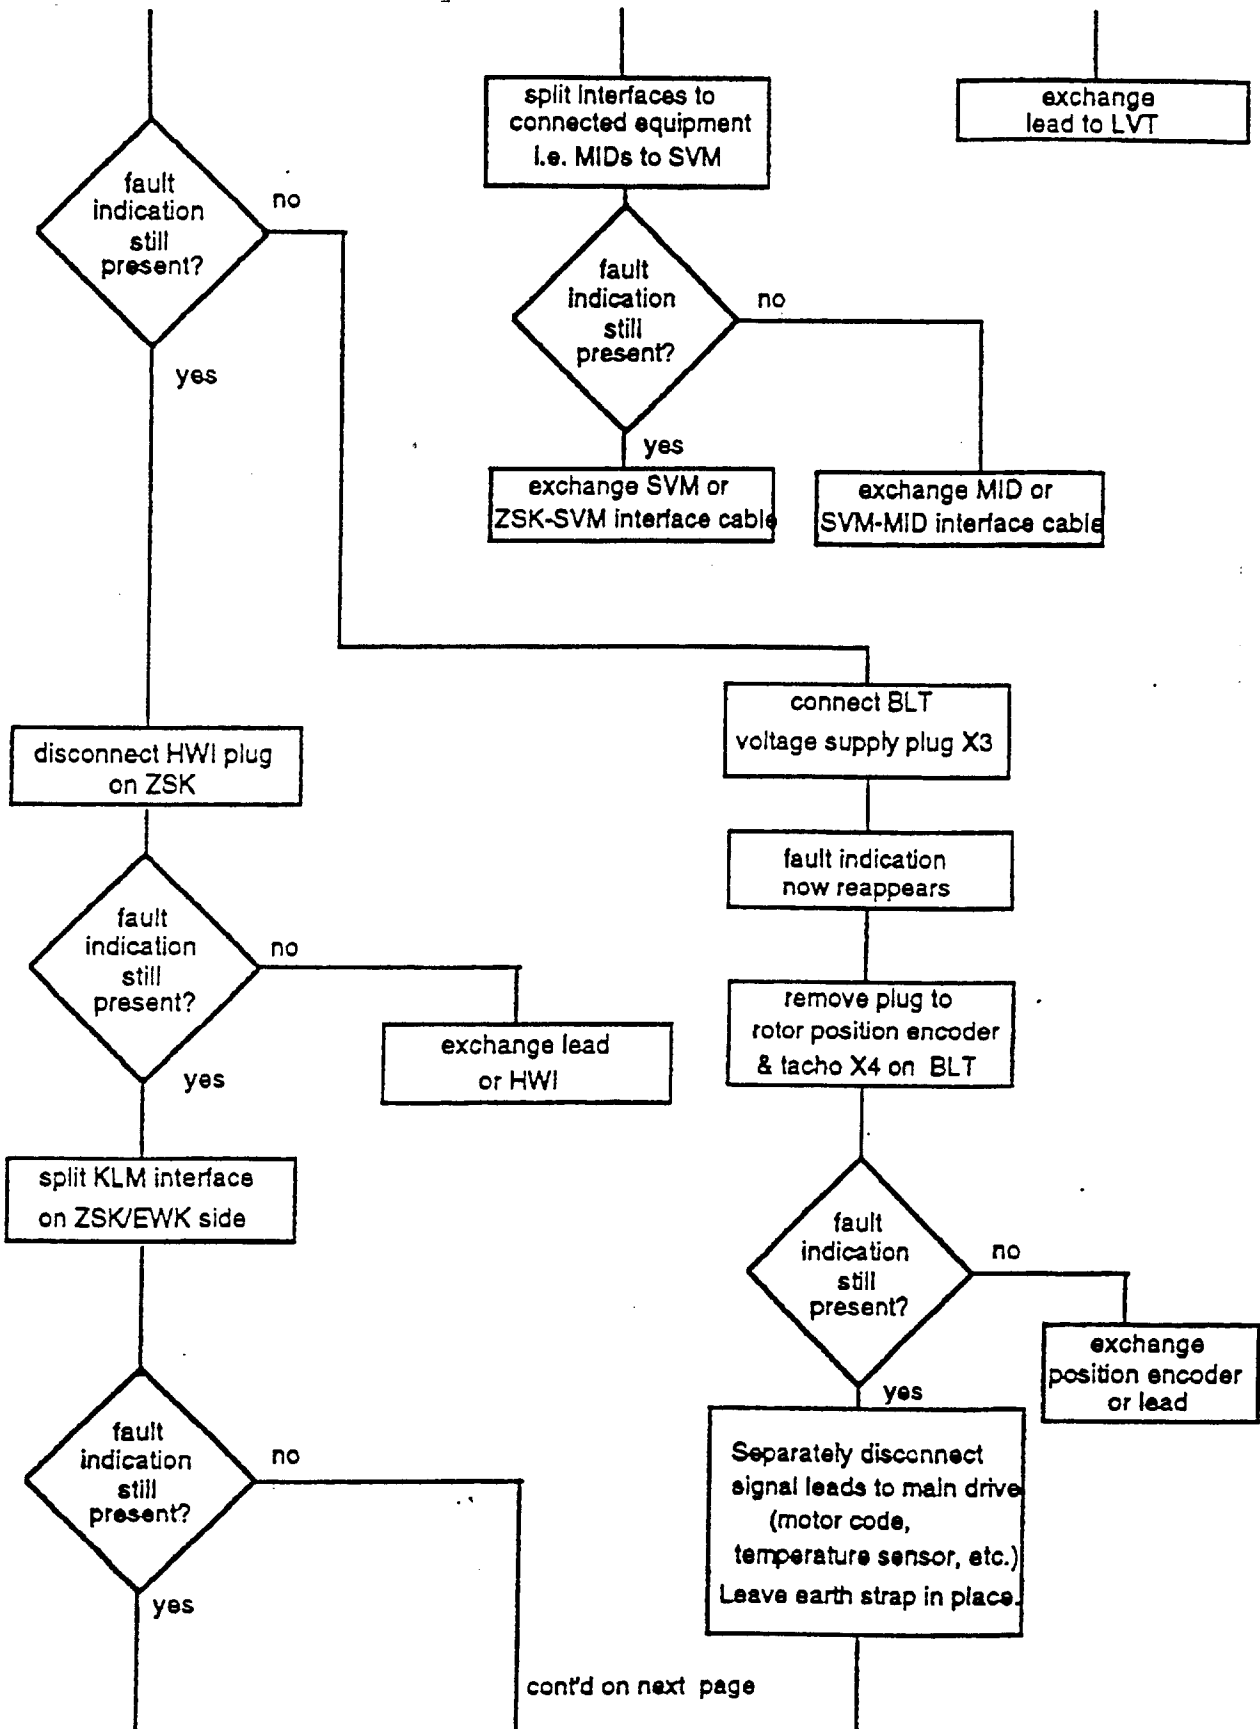 split interfaces to
connected equipment
i.e. MIDs to SVM
exchange
lead to LVT
fault
indication
still
present?
no
yes
fault
indication
still
present?
no
yes
exchange SVM or
ZSK-SVM interface cable
exchange MID or
SVM-MID interface cable
connect BLT
voltage supply plug X3
disconnect HWI plug
on ZSK
fault indication
now reappears
fault
indication
still
present?
no
yes
exchange lead
or HWI
remove plug to
rotor position encoder
& tacho X4 on BLT
split KLM interface
on ZSK/EWK side
fault
indication
still
present?
no
yes
exchange
position encoder
or lead
fault
indication
still
present?
no
yes
Separately disconnect
signal leads to main drive
(motor code,
temperature sensor, etc.)
Leave earth strap in place.
cont'd on next page